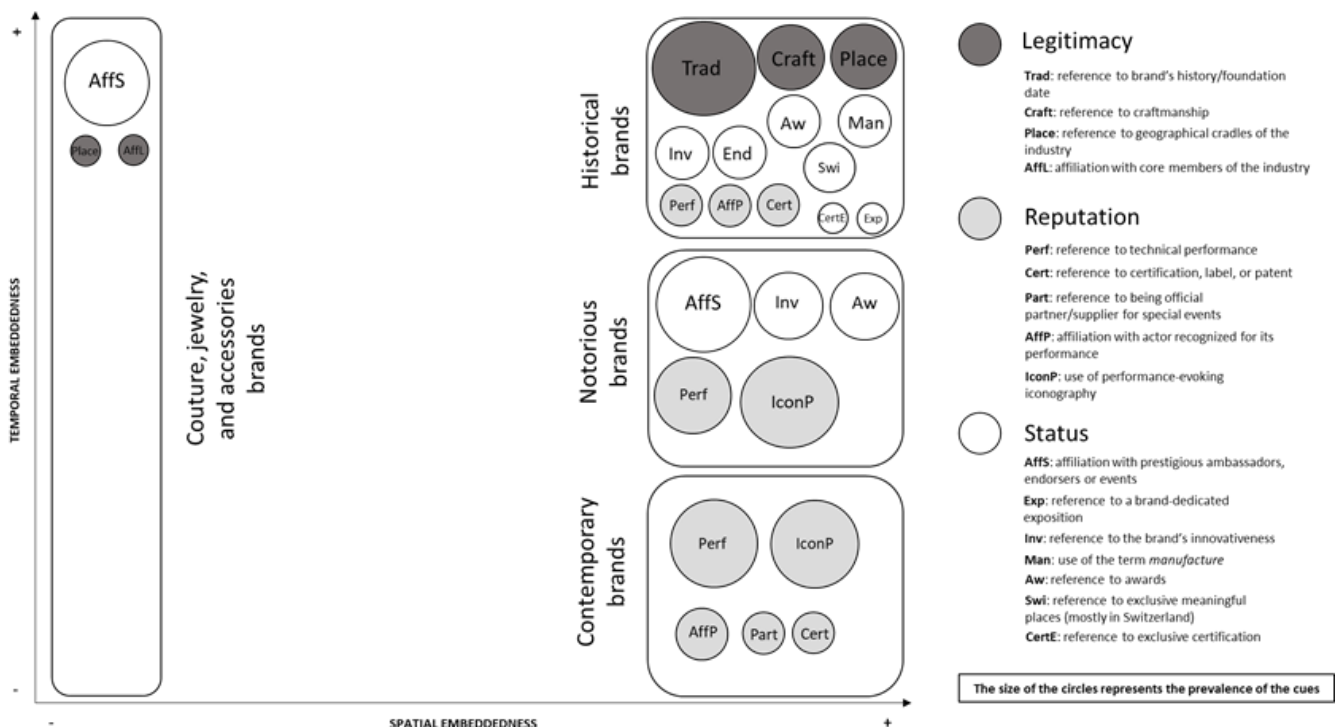 +
TEMPORAL EMBEDDEDNESS
-
AffS
Place
AffL
Couture, jewelry,
and accessories
brands
Historical
brands
Trad
Craft
Place
Aw
Man
Inv
End
Swi
Perf
AffP
Cert
CertE
Exp
Notorious
brands
AffS
Inv
Aw
Perf
IconP
Contemporary
brands
Perf
IconP
AffP
Part
Cert
-
SPATIAL EMBEDDEDNESS
+
Legitimacy
Trad: reference to brand's history/foundation
date
Craft: reference to craftmanship
Place: reference to geographical cradles of the
industry
AffL: affiliation with core members of the industry
Reputation
Perf: reference to technical performance
Cert: reference to certification, label, or patent
Part: reference to being official
partner/supplier for special events
AffP: affiliation with actor recognized for its
performance
IconP: use of performance-evoking
iconography
Status
AffS: affiliation with prestigious ambassadors,
endorsers or events
Exp: reference to a brand-dedicated
exposition
Inv: reference to the brand's innovativeness
Man: use of the term manufacture
Aw: reference to awards
Swi: reference to exclusive meaningful
places (mostly in Switzerland)
CertE: reference to exclusive certification
The size of the circles represents the prevalence of the cues